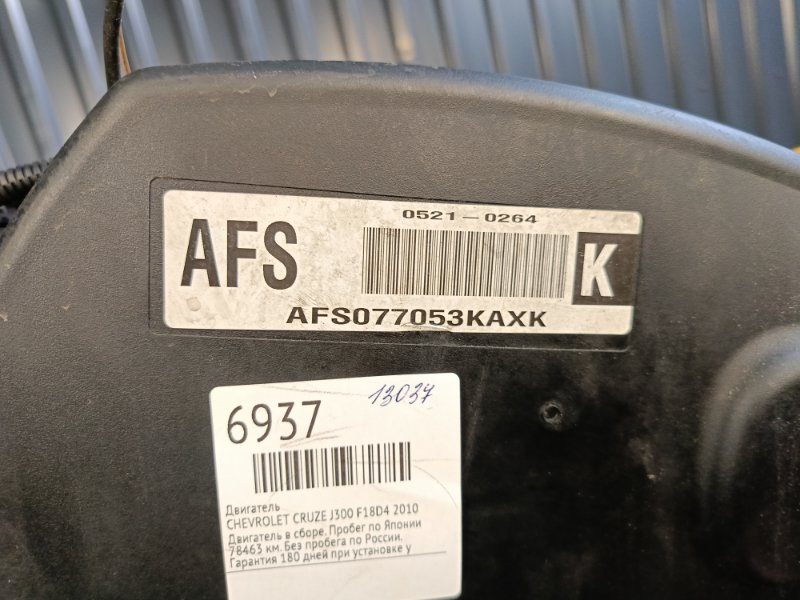 0521-0264
AFS
K
AFS077053KAXK
13037
6937
Двигатель
CHEVROLET CRUZE J300 F18D4 2010
Двигатель в сборе. Пробег по Японии
78463 км. Без пробега по России.
Гарантия 180 дней при установке у